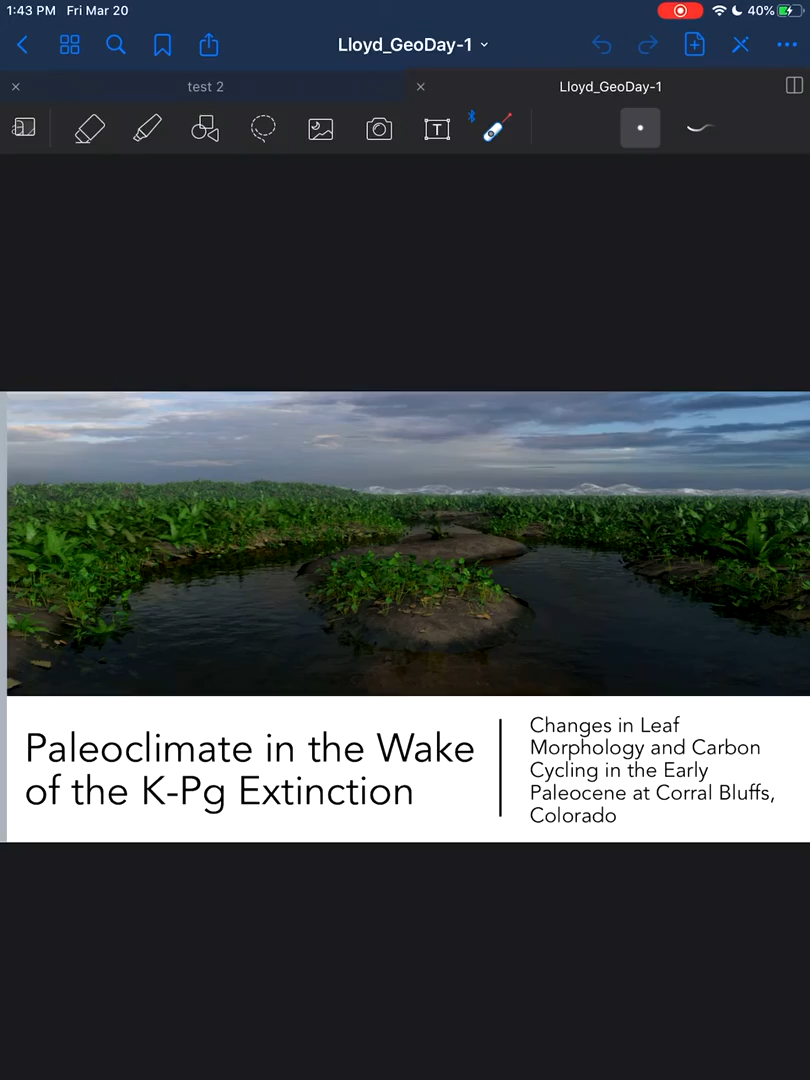 1:43 PM Fri Mar 20
40%
Lloyd_GeoDay-1
test 2
Lloyd_GeoDay-1
a
T
Paleoclimate in the Wake
of the K-Pg Extinction
Changes in Leaf
Morphology and Carbon
Cycling in the Early
Paleocene at Corral Bluffs,
Colorado